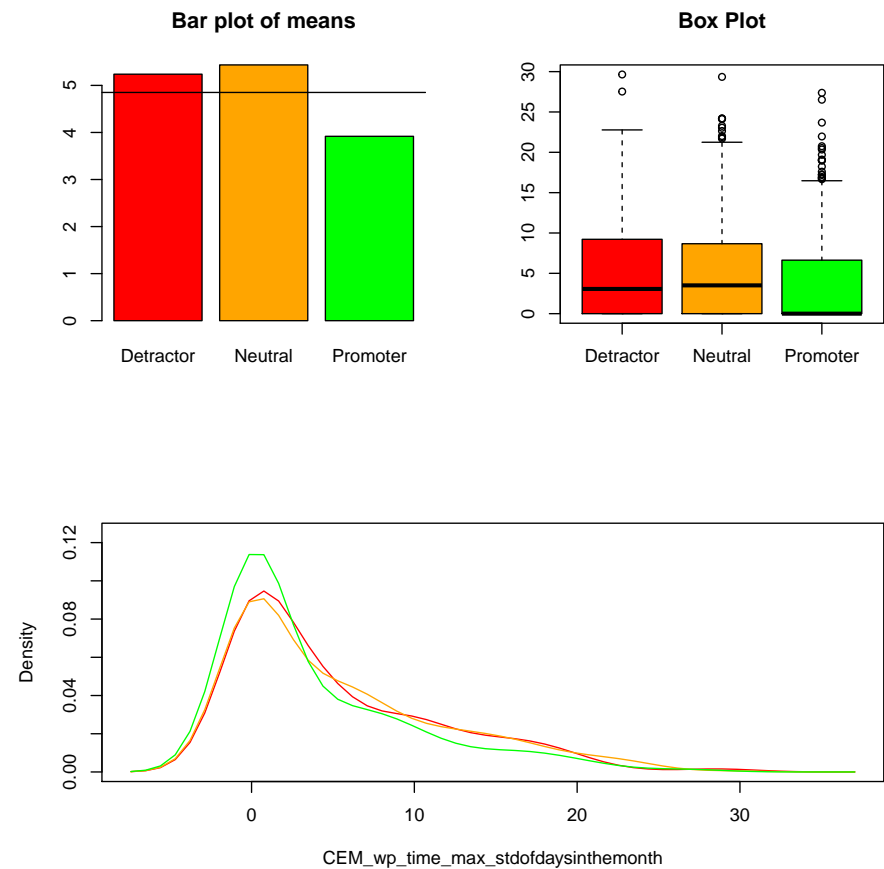 Bar plot of means
5
4
3
2
1
0
Detractor Neutral Promoter
Box Plot
30
25
20
15
10
5
0
Detractor Neutral Promoter
Density
0.12
0.08
0.04
0.00
0 10 20 30
CEM_wp_time_max_stdofdaysinthemonth